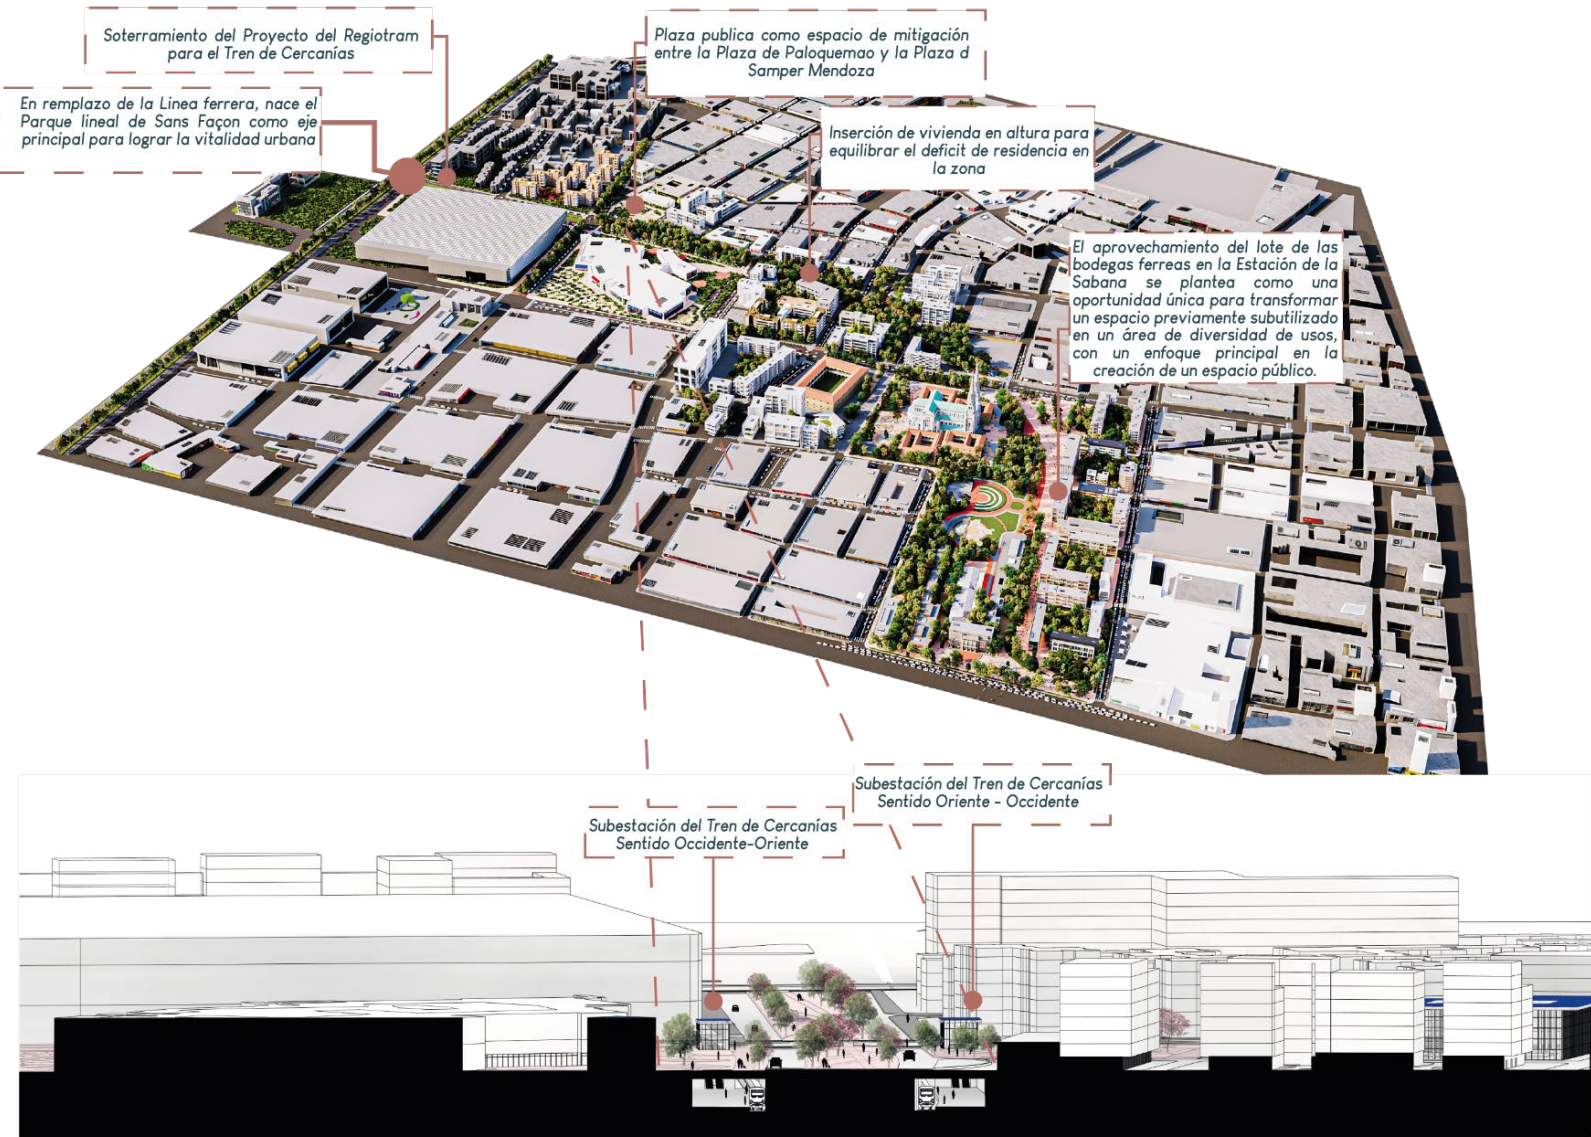 Soterramiento del Proyecto del Regiotram
para el Tren de Cercanías
En remplazo de la Linea ferrera, nace el
Parque lineal de Sans Façon como eje
principal para lograr la vitalidad urbana
Plaza publica como espacio de mitigación
entre la Plaza de Paloquemao y la Plaza d
Samper Mendoza
Inserción de vivienda en altura para
equilibrar el deficit de residencia en
la zona
El aprovechamiento del lote de las
bodegas ferreas en la Estación de la
Sabana se plantea como una
oportunidad única para transformar
un espacio previamente subutilizado
en un área de diversidad de usos,
con un enfoque principal en la
creación de un espacio público.
Subestación del Tren de Cercanías
Sentido Oriente - Occidente
Subestación del Tren de Cercanías
Sentido Occidente-Oriente